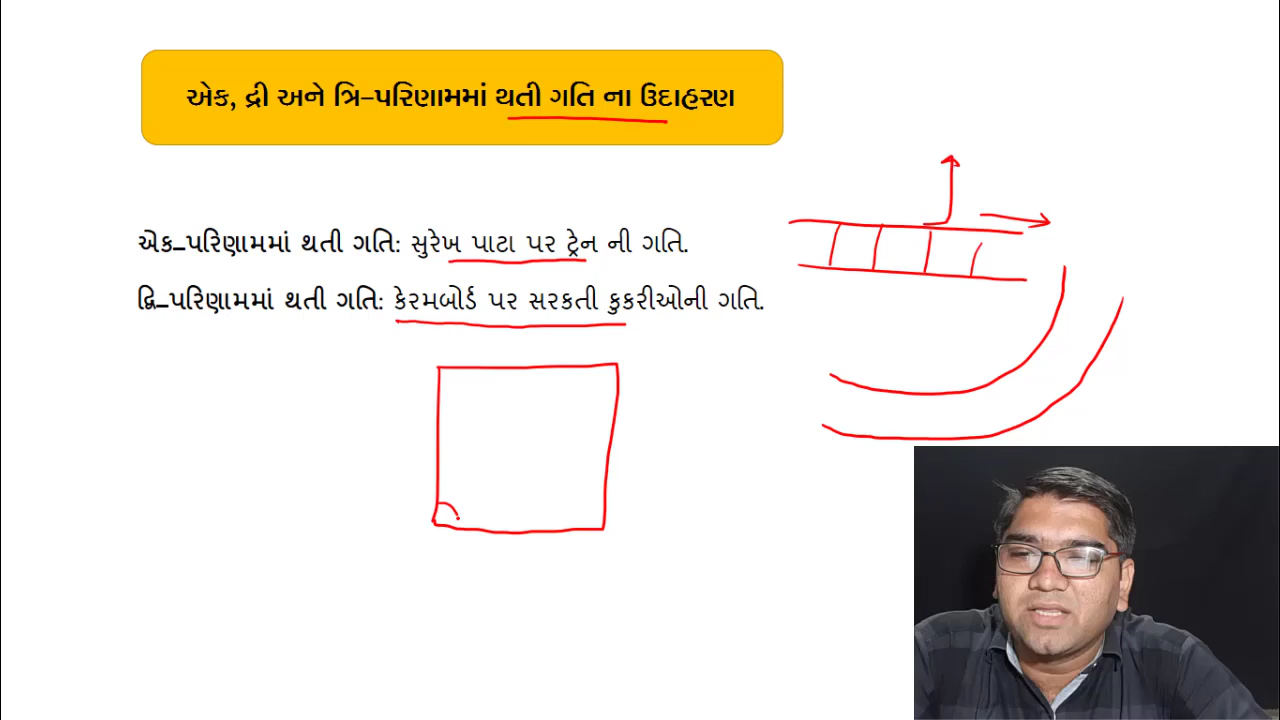 એક, દ્રી અને ત્રિ–પરિણામમાં થતી ગતિ ના ઉદાહરણ
એક–પરિણામમાં થતી ગતિ: સુરેખ પાટા પર ટ્રેન ની ગતિ.
દ્વિ–પરિણામમાં થતી ગતિ: કેરમબોર્ડ પર સરકતી કુકરીઓની ગતિ.